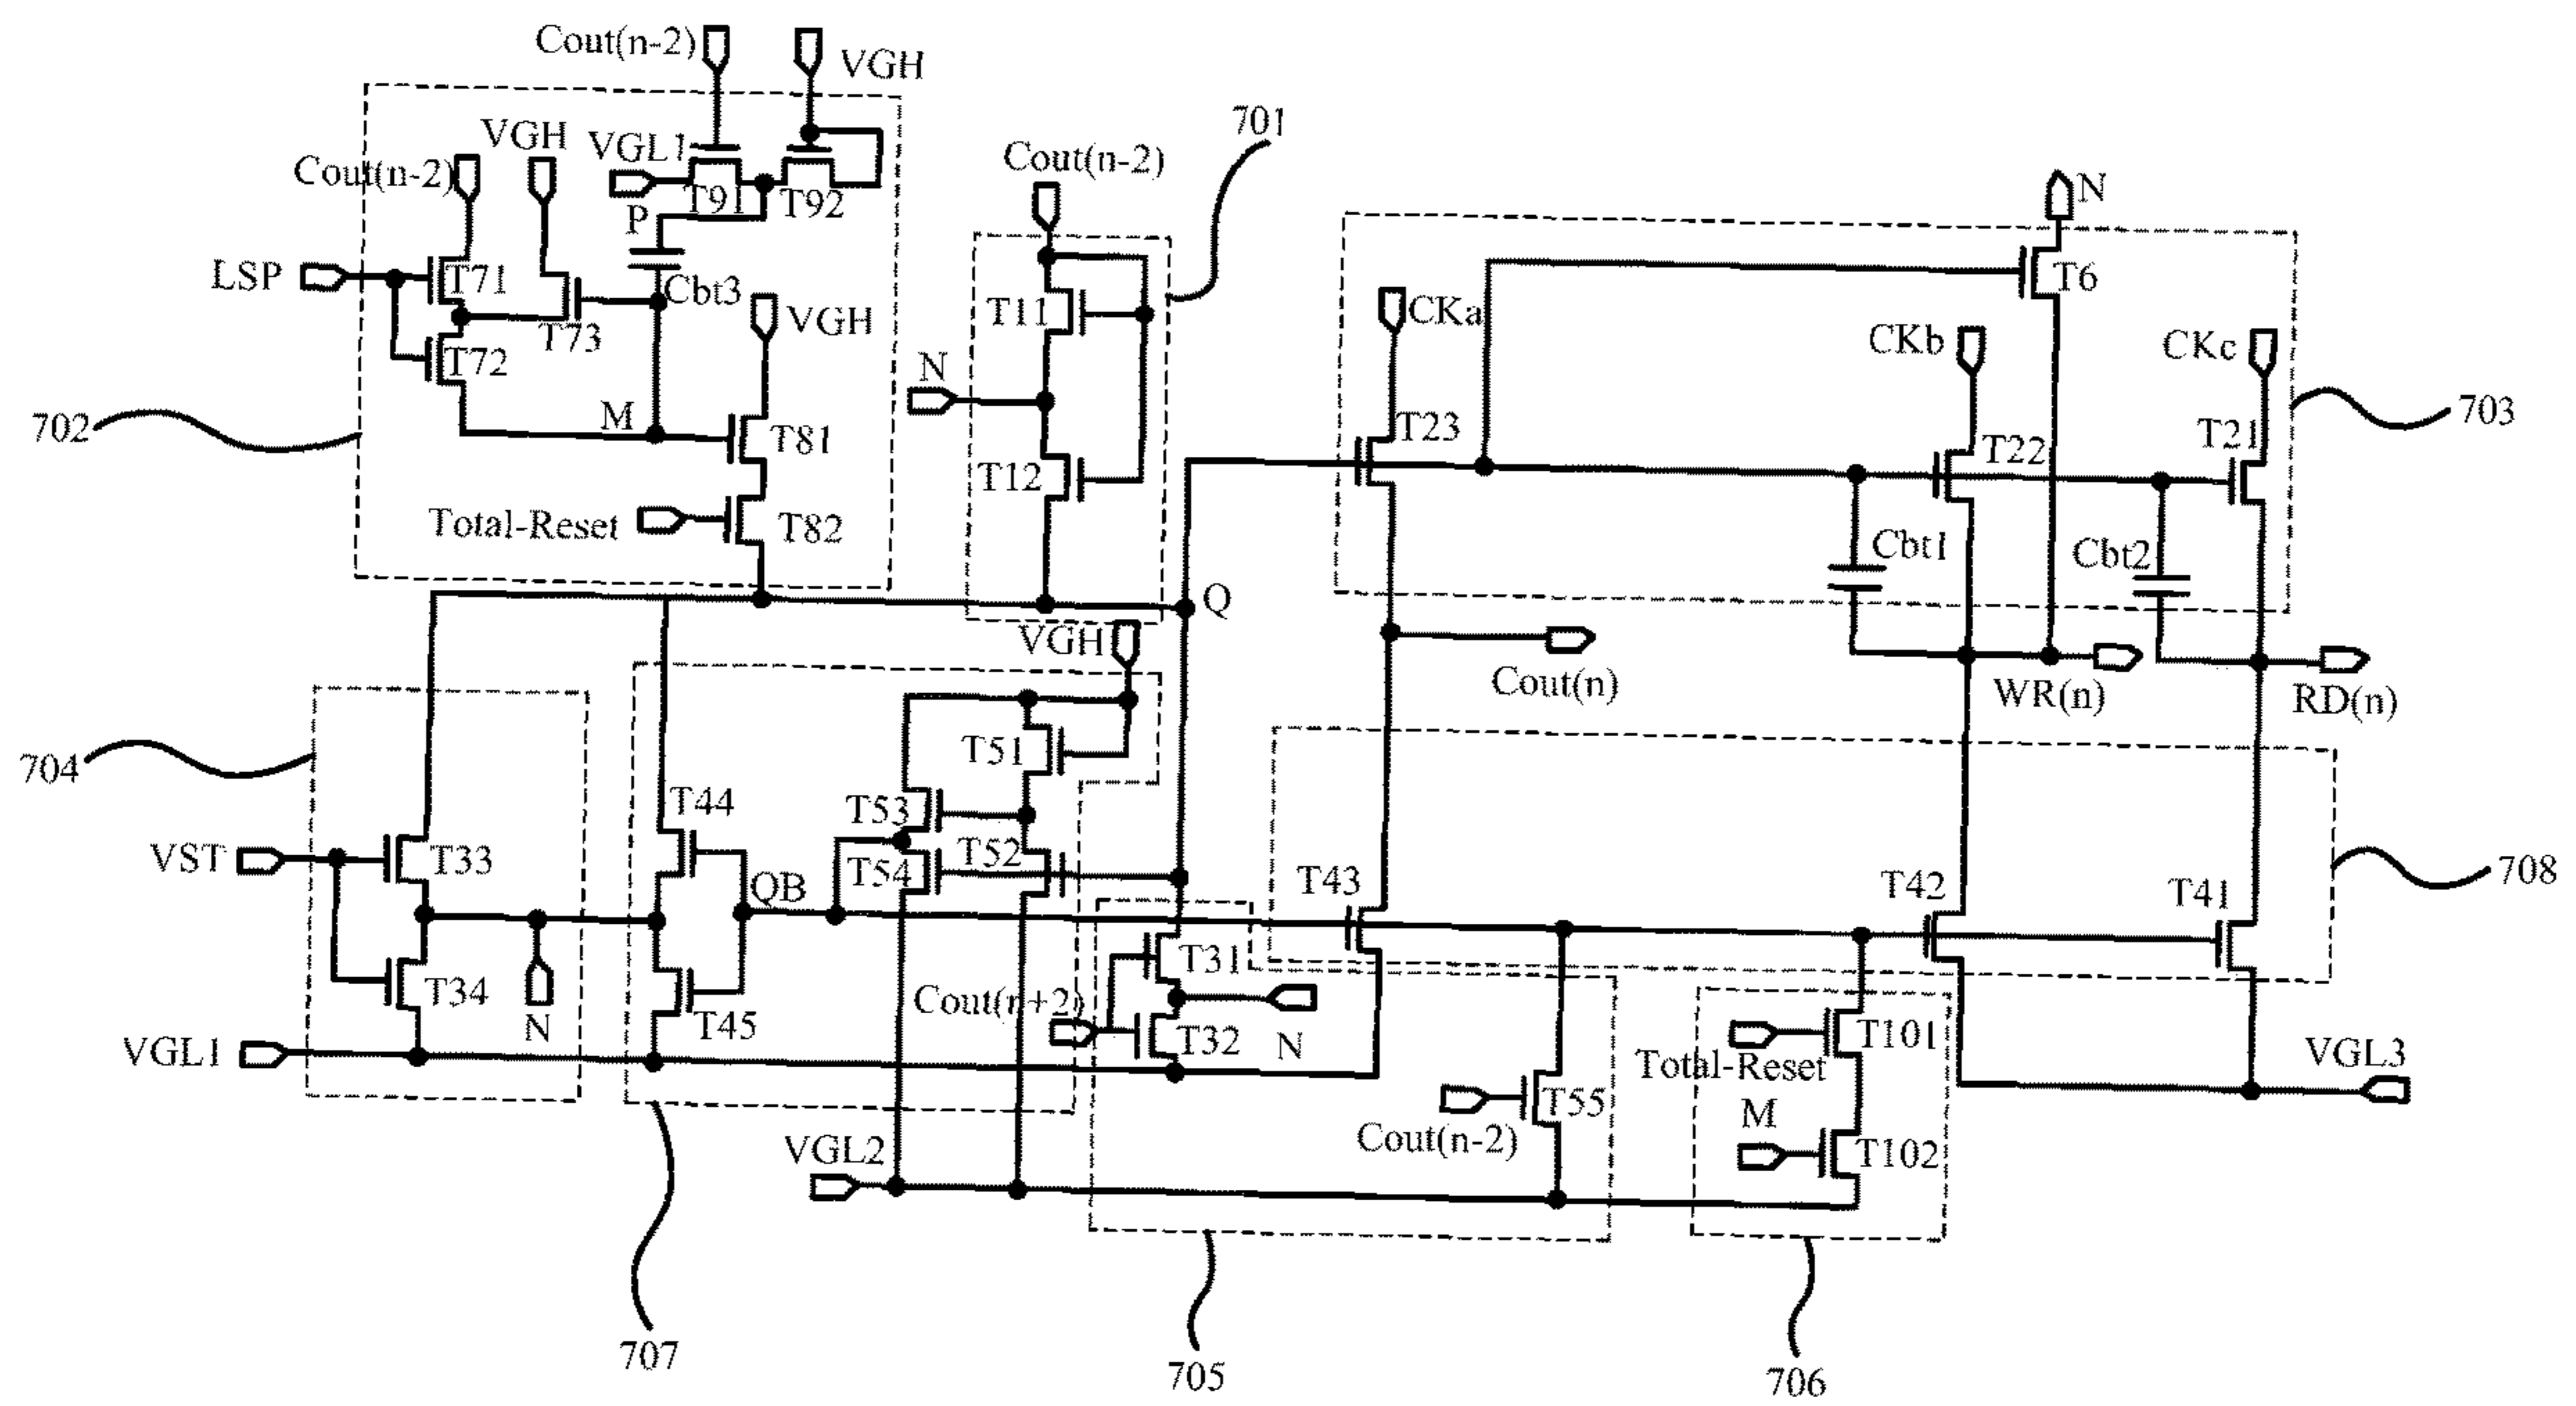 Cout(n-2)
VGH
VGH
VGL1
Cout(n-2)
T91
T92
P
LSP
T71
Cbt3
T73
T72
VGH
M
T81
702
Total-Reset
T82
701
Cout(n-2)
T11
N
T12
Q
N
T6
CKa
CKb
CKc
703
T23
T22
T21
Cbt1
Cbt2
Cout(n)
WR(n)
RD(n)
VGH
704
T51
T44
T53
VST
T33
T54
T52
QB
T43
T42
T41
708
T34
T31
Cout(n+2)
N
T45
T32
N
VGL1
T101
Total-Reset
VGL3
T55
M
Cout(n-2)
VGL2
T102
707
705
706